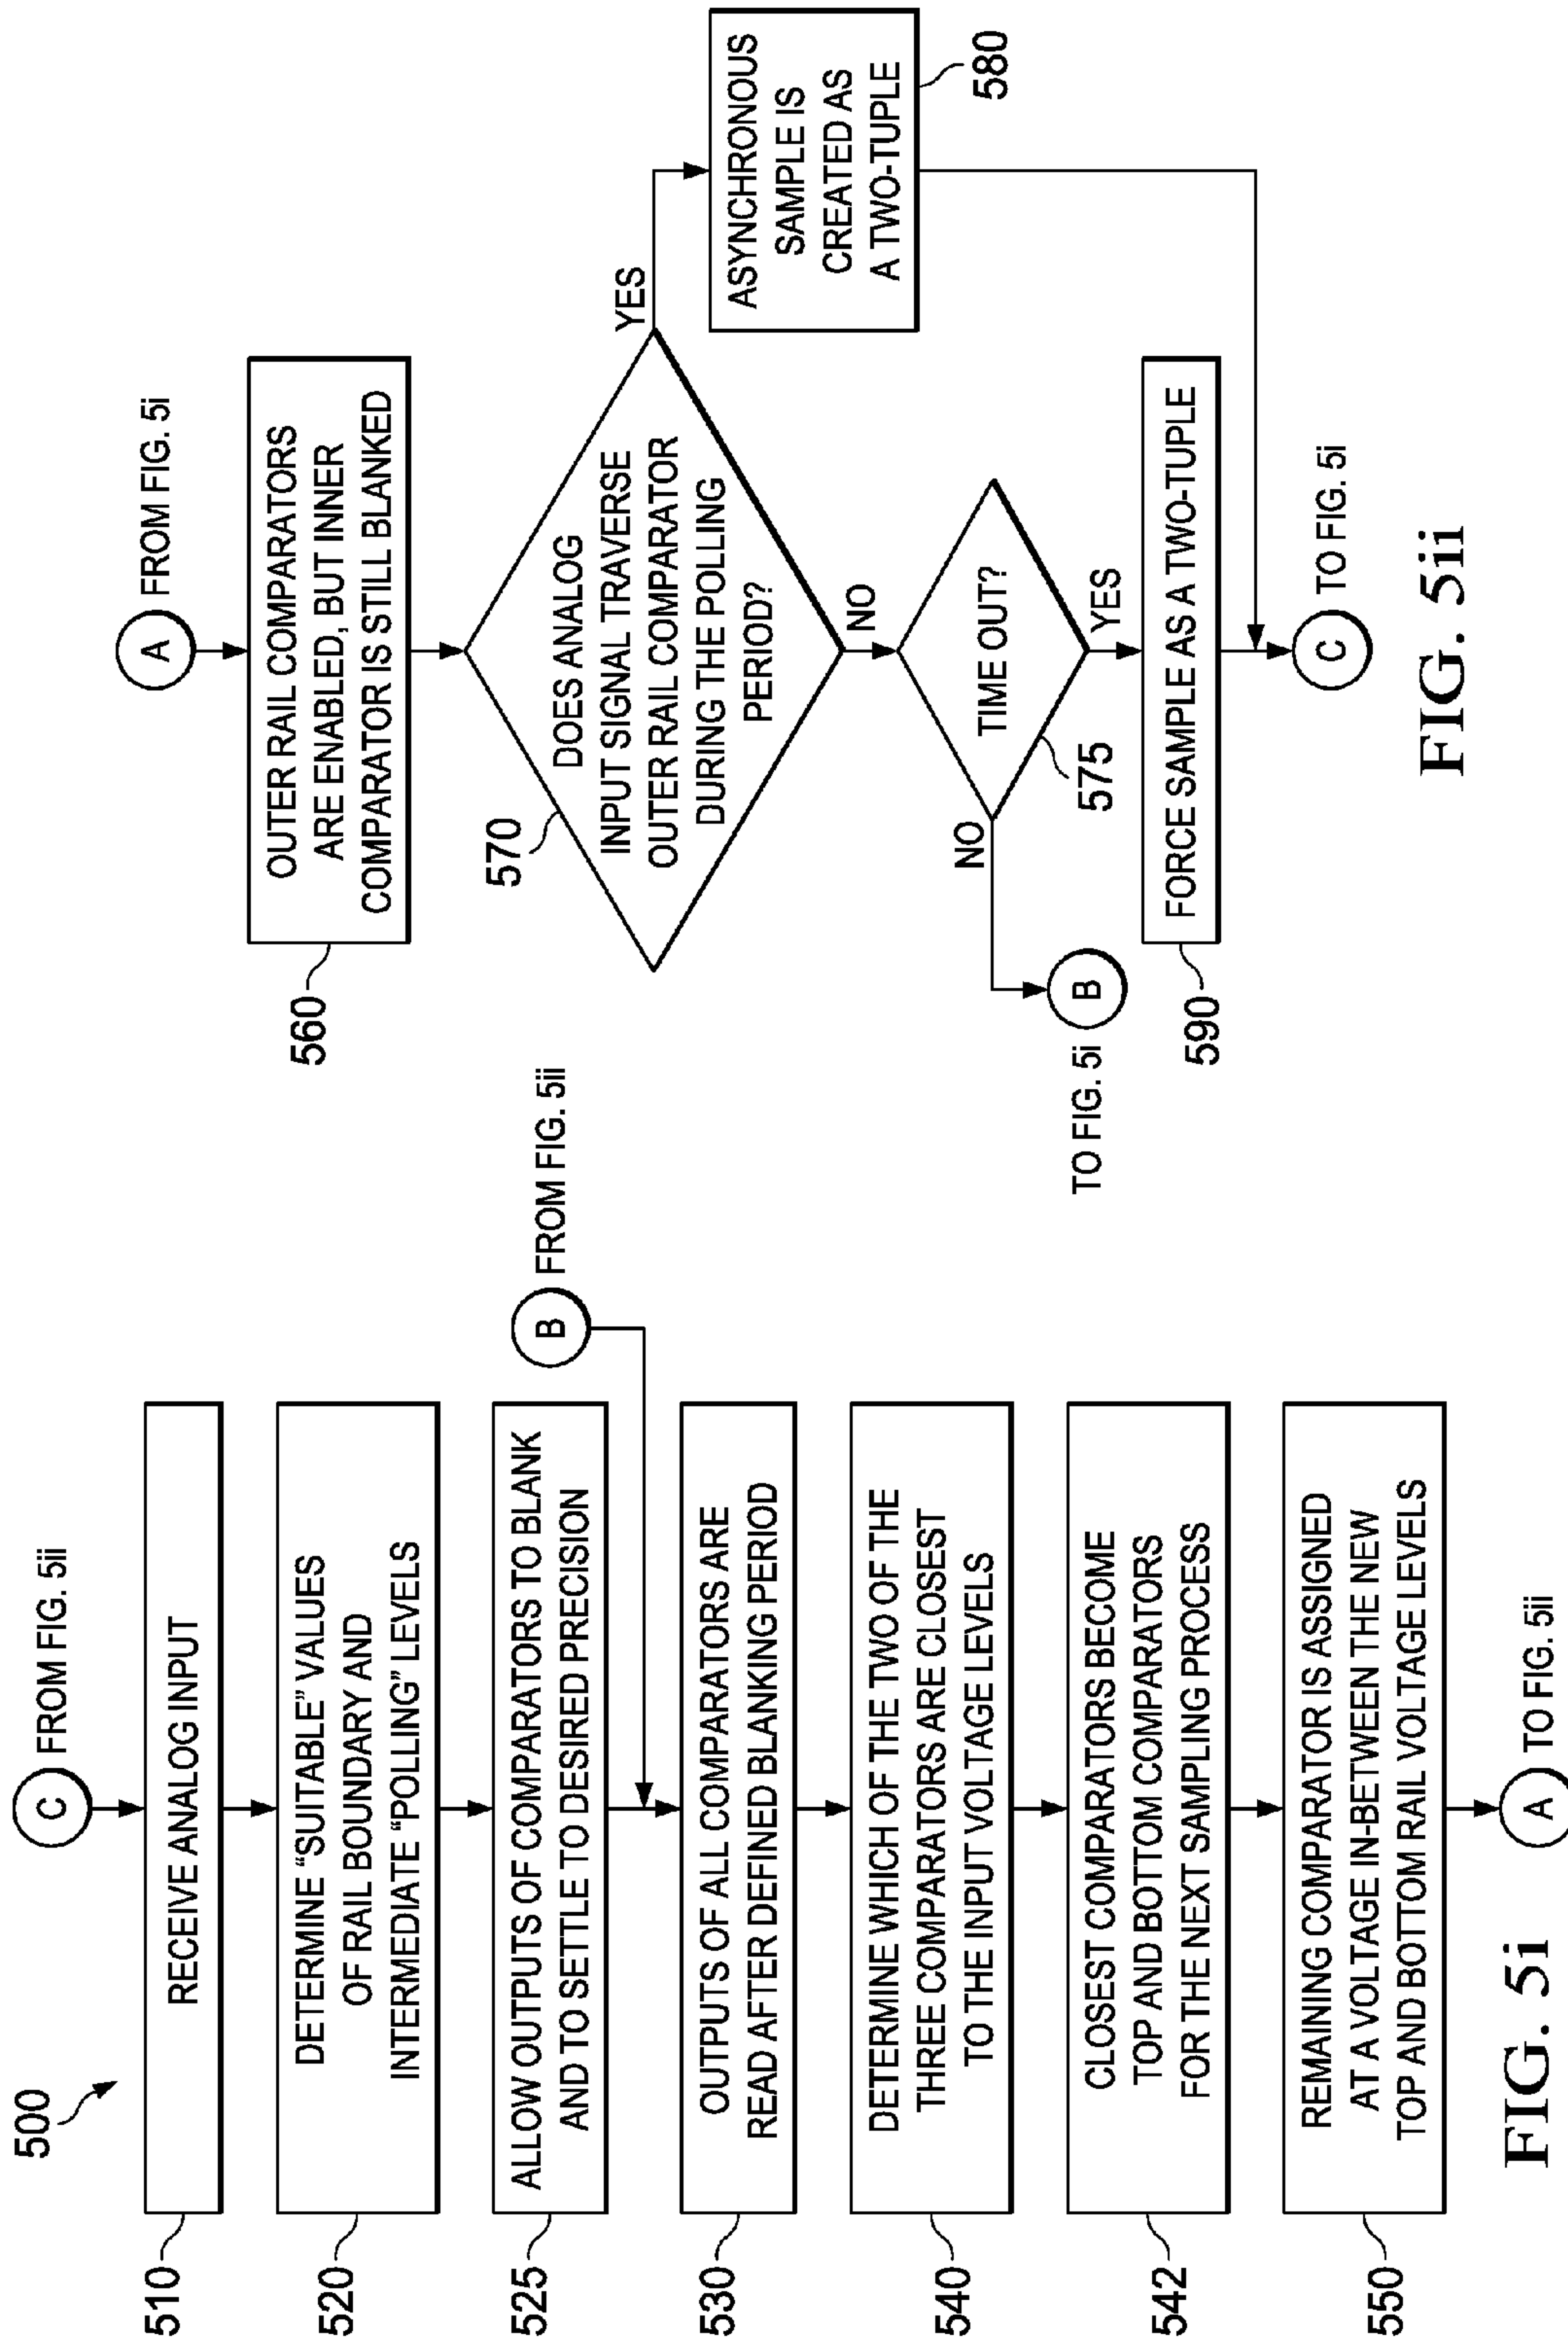 500
C
FROM FIG. 5ii
510
RECEIVE ANALOG INPUT
520
DETERMINE “SUITABLE” VALUES
OF RAIL BOUNDARY AND
INTERMEDIATE “POLLING” LEVELS
525
ALLOW OUTPUTS OF COMPARATORS TO BLANK
AND TO SETTLE TO DESIRED PRECISION
B
FROM FIG. 5ii
530
OUTPUTS OF ALL COMPARATORS ARE
READ AFTER DEFINED BLANKING PERIOD
540
DETERMINE WHICH OF THE TWO OF THE
THREE COMPARATORS ARE CLOSEST
TO THE INPUT VOLTAGE LEVELS
542
CLOSEST COMPARATORS BECOME
TOP AND BOTTOM COMPARATORS
FOR THE NEXT SAMPLING PROCESS
550
REMAINING COMPARATOR IS ASSIGNED
AT A VOLTAGE IN-BETWEEN THE NEW
TOP AND BOTTOM RAIL VOLTAGE LEVELS
A
TO FIG. 5ii
FIG. 5i
A
FROM FIG. 5i
560
OUTER RAIL COMPARATORS
ARE ENABLED, BUT INNER
COMPARATOR IS STILL BLANKED
570
DOES ANALOG
INPUT SIGNAL TRAVERSE
OUTER RAIL COMPARATOR
DURING THE POLLING
PERIOD?
YES
ASYNCHRONOUS
SAMPLE IS
CREATED AS
A TWO-TUPLE
580
NO
TIME OUT?
575
NO
B
TO FIG. 5i
YES
590
FORCE SAMPLE AS A TWO-TUPLE
C
TO FIG. 5i
FIG. 5ii